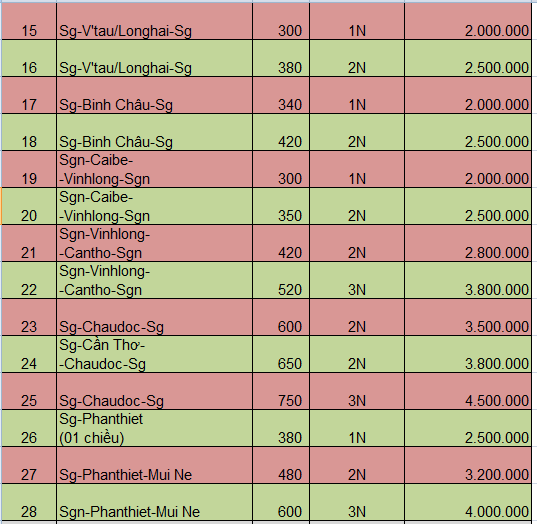 15 Sg-V'tau/Longhai-Sg 300 1N 2.000.000
16 Sg-V'tau/Longhai-Sg 380 2N 2.500.000
17 Sg-Binh Châu-Sg 340 1N 2.000.000
18 Sg-Binh Châu-Sg 420 2N 2.500.000
Sgn-Caibe-
19 -Vinhlong-Sgn 300 1N 2.000.000
Sgn-Caibe-
20 -Vinhlong-Sgn 350 2N 2.500.000
Sgn-Vinhlong-
21 -Cantho-Sgn 420 2N 2.800.000
Sgn-Vinhlong-
22 -Cantho-Sgn 520 3N 3.800.000
23 Sg-Chaudoc-Sg 600 2N 3.500.000
Sg-Cần Thơ-
24 -Chaudoc-Sg 650 2N 3.800.000
25 Sg-Chaudoc-Sg 750 3N 4.500.000
Sg-Phanthiet
26 (01 chiều) 380 1N 2.500.000
27 Sg-Phanthiet-Mui Ne 480 2N 3.200.000
28 Sgn-Phanthiet-Mui Ne 600 3N 4.000.000